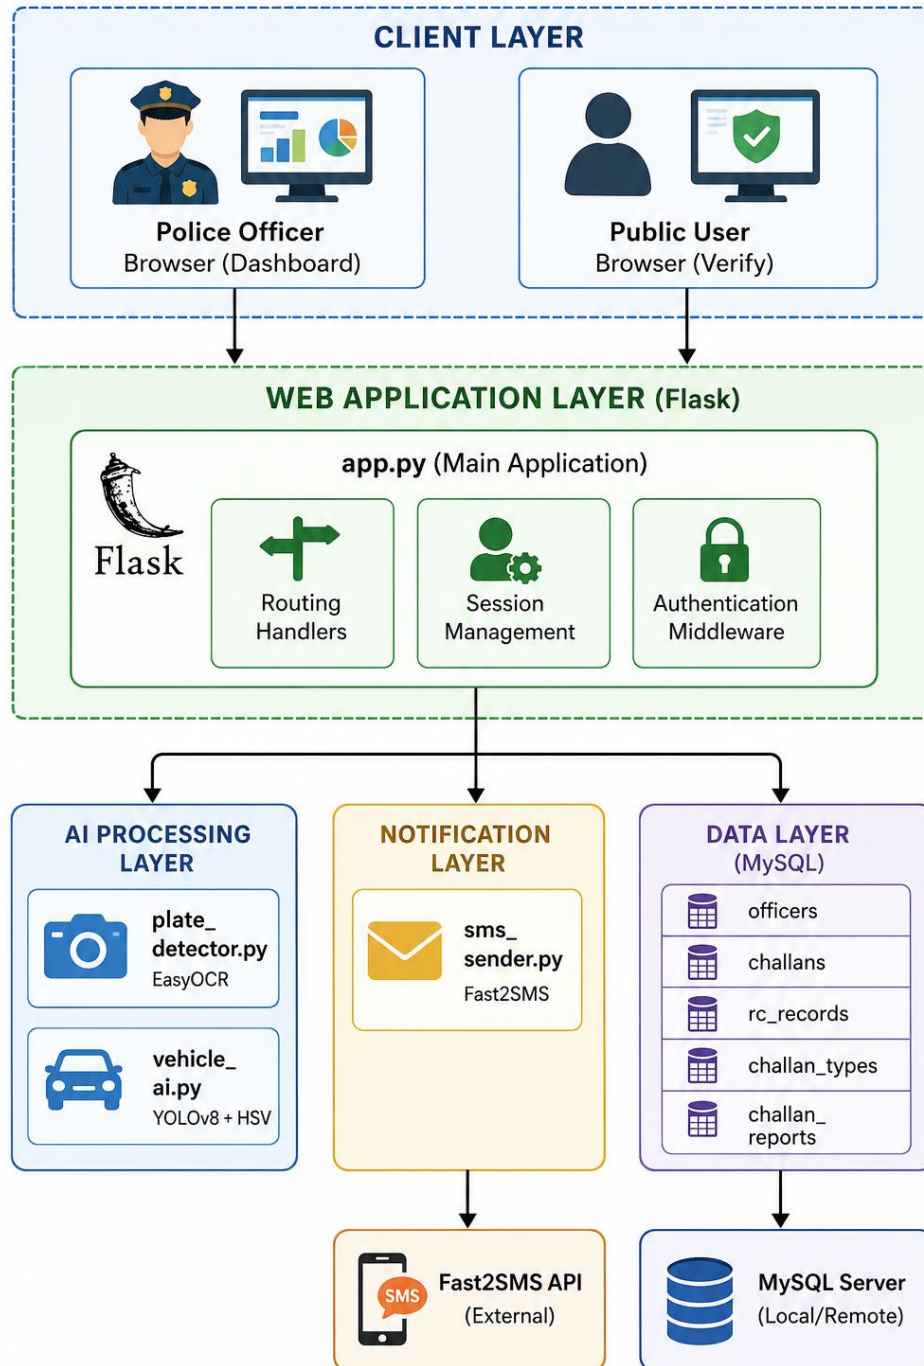 CLIENT LAYER
Police Officer
Browser (Dashboard)
Public User
Browser (Verify)
WEB APPLICATION LAYER (Flask)
app.py (Main Application)
Flask
Routing
Handlers
Session
Management
Authentication
Middleware
AI PROCESSING
LAYER
plate_
detector.py
EasyOCR
vehicle_
ai.py
YOLOv8 + HSV
NOTIFICATION
LAYER
sms_
sender.py
Fast2SMS
DATA LAYER
(MySQL)
officers
challans
rc_records
challan_types
challan_
reports
SMS
Fast2SMS API
(External)
MySQL Server
(Local/Remote)